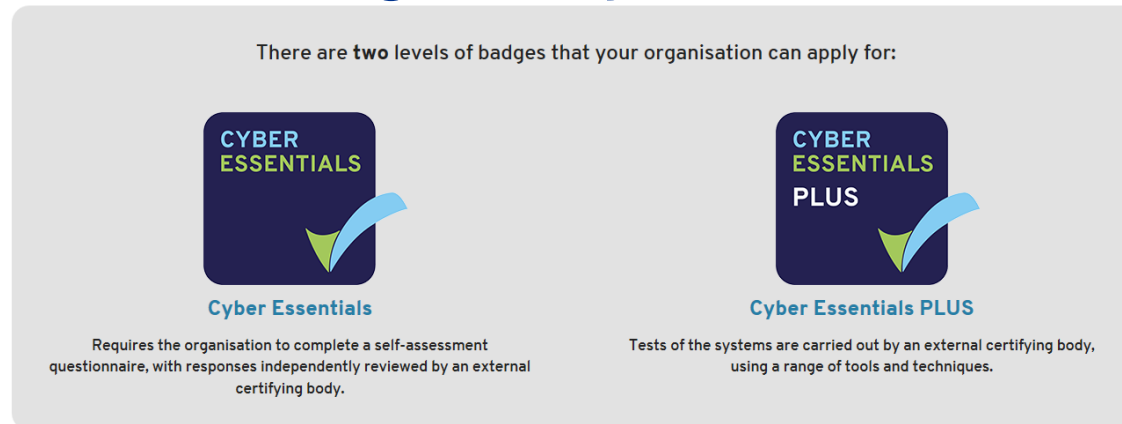 There are two levels of badges that your organisation can apply for:
CYBER
ESSENTIALS
CYBER
ESSENTIALS
PLUS
Cyber Essentials
Requires the organisation to complete a self-assessment
questionnaire, with responses independently reviewed by an external
certifying body.
Cyber Essentials PLUS
Tests of the systems are carried out by an external certifying body,
using a range of tools and techniques.